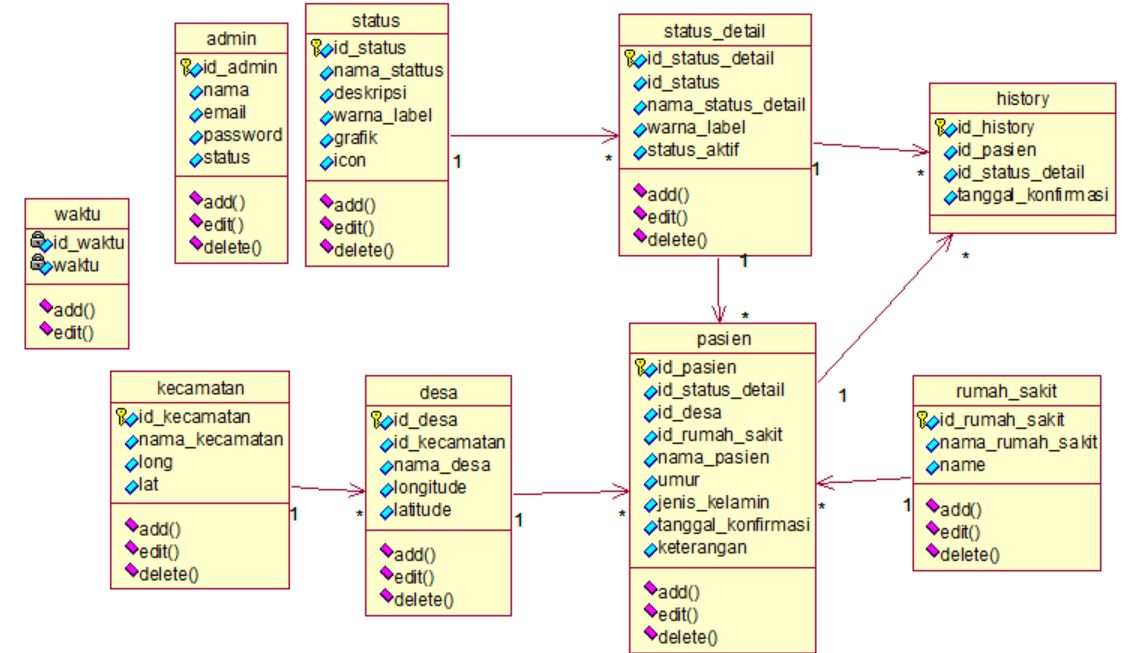 admin
id_admin
nama
email
password
status
add()
edit()
delete()
status
id_status
nama_stattus
deskripsi
warna_label
grafik
icon
add()
edit()
delete()
1
*
status_detail
id_status_detail
id_status
nama_status_detail
warna_label
status_aktif
add()
edit()
delete()
1
*
1
*
history
id_history
id_pasien
id_status_detail
tanggal_konfirmasi
*
1
waktu
id_waktu
waktu
add()
edit()
kecamatan
id_kecamatan
nama_kecamatan
long
lat
add()
edit()
delete()
1
*
desa
id_desa
id_kecamatan
nama_desa
longitude
latitude
add()
edit()
delete()
1
*
pasien
id_pasien
id_status_detail
id_desa
id_rumah_sakit
nama_pasien
umur
jenis_kelamin
tanggal_konfirmasi
keterangan
add()
edit()
delete()
*
1
rumah_sakit
id_rumah_sakit
nama_rumah_sakit
name
add()
edit()
delete()